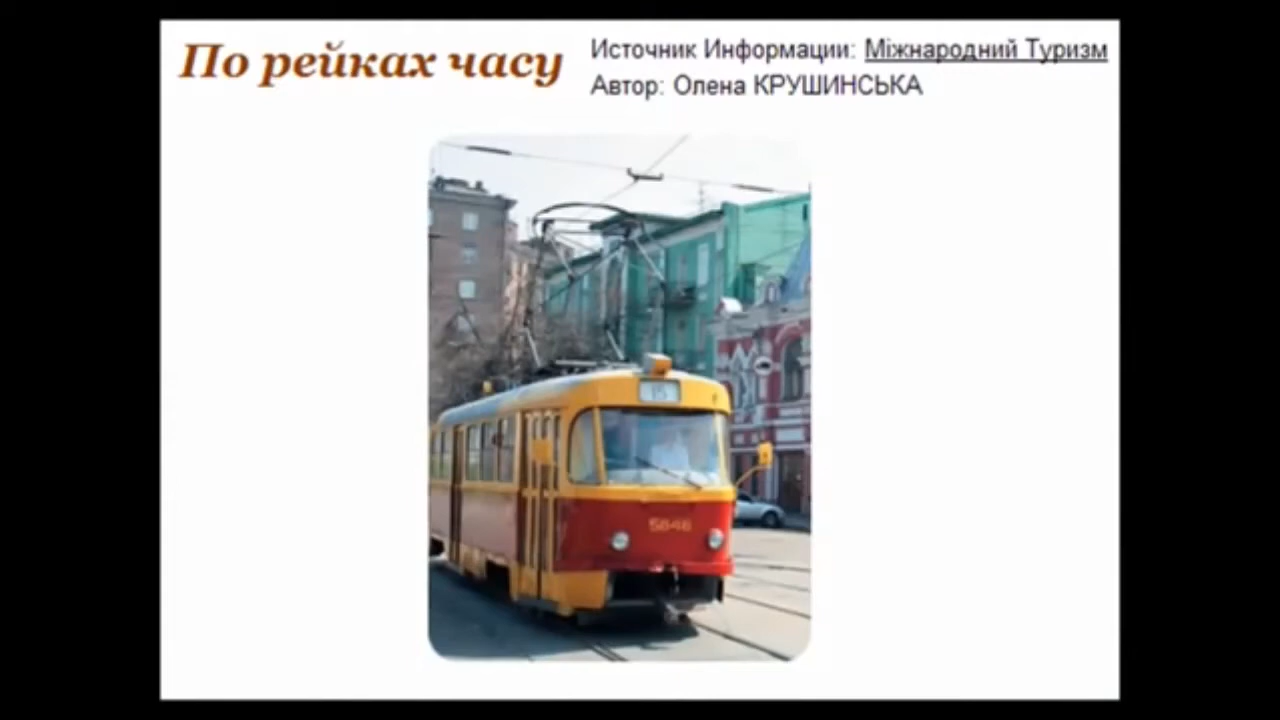 По рейках часу
Источник Информации: Міжнародний Туризм
Автор: Олена КРУШИНСЬКА
15
5846